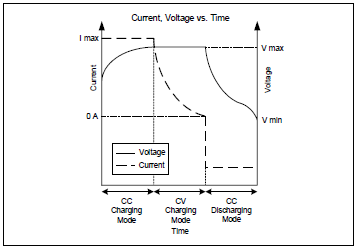 Current, Voltage vs. Time
I max
V max
Current
Voltage
0 A
V min
Voltage
Current
CC
Charging
Mode
CV
Charging
Mode
CC
Discharging
Mode
Time